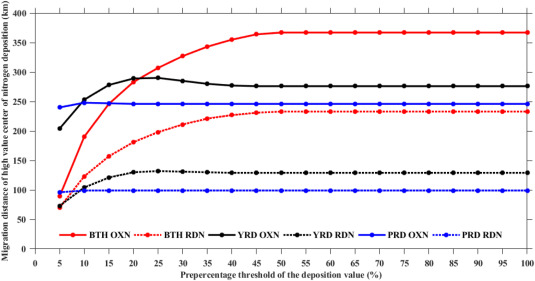 Migration distance of high value center of nitrogen deposition (km)
400
350
300
250
200
150
100
50
0
BTH OXN BTH RDN YRD OXN YRD RDN PRD OXN PRD RDN
0 5 10 15 20 25 30 35 40 45 50 55 60 65 70 75 80 85 90 95 100
Prepercentage threshold of the deposition value (%)